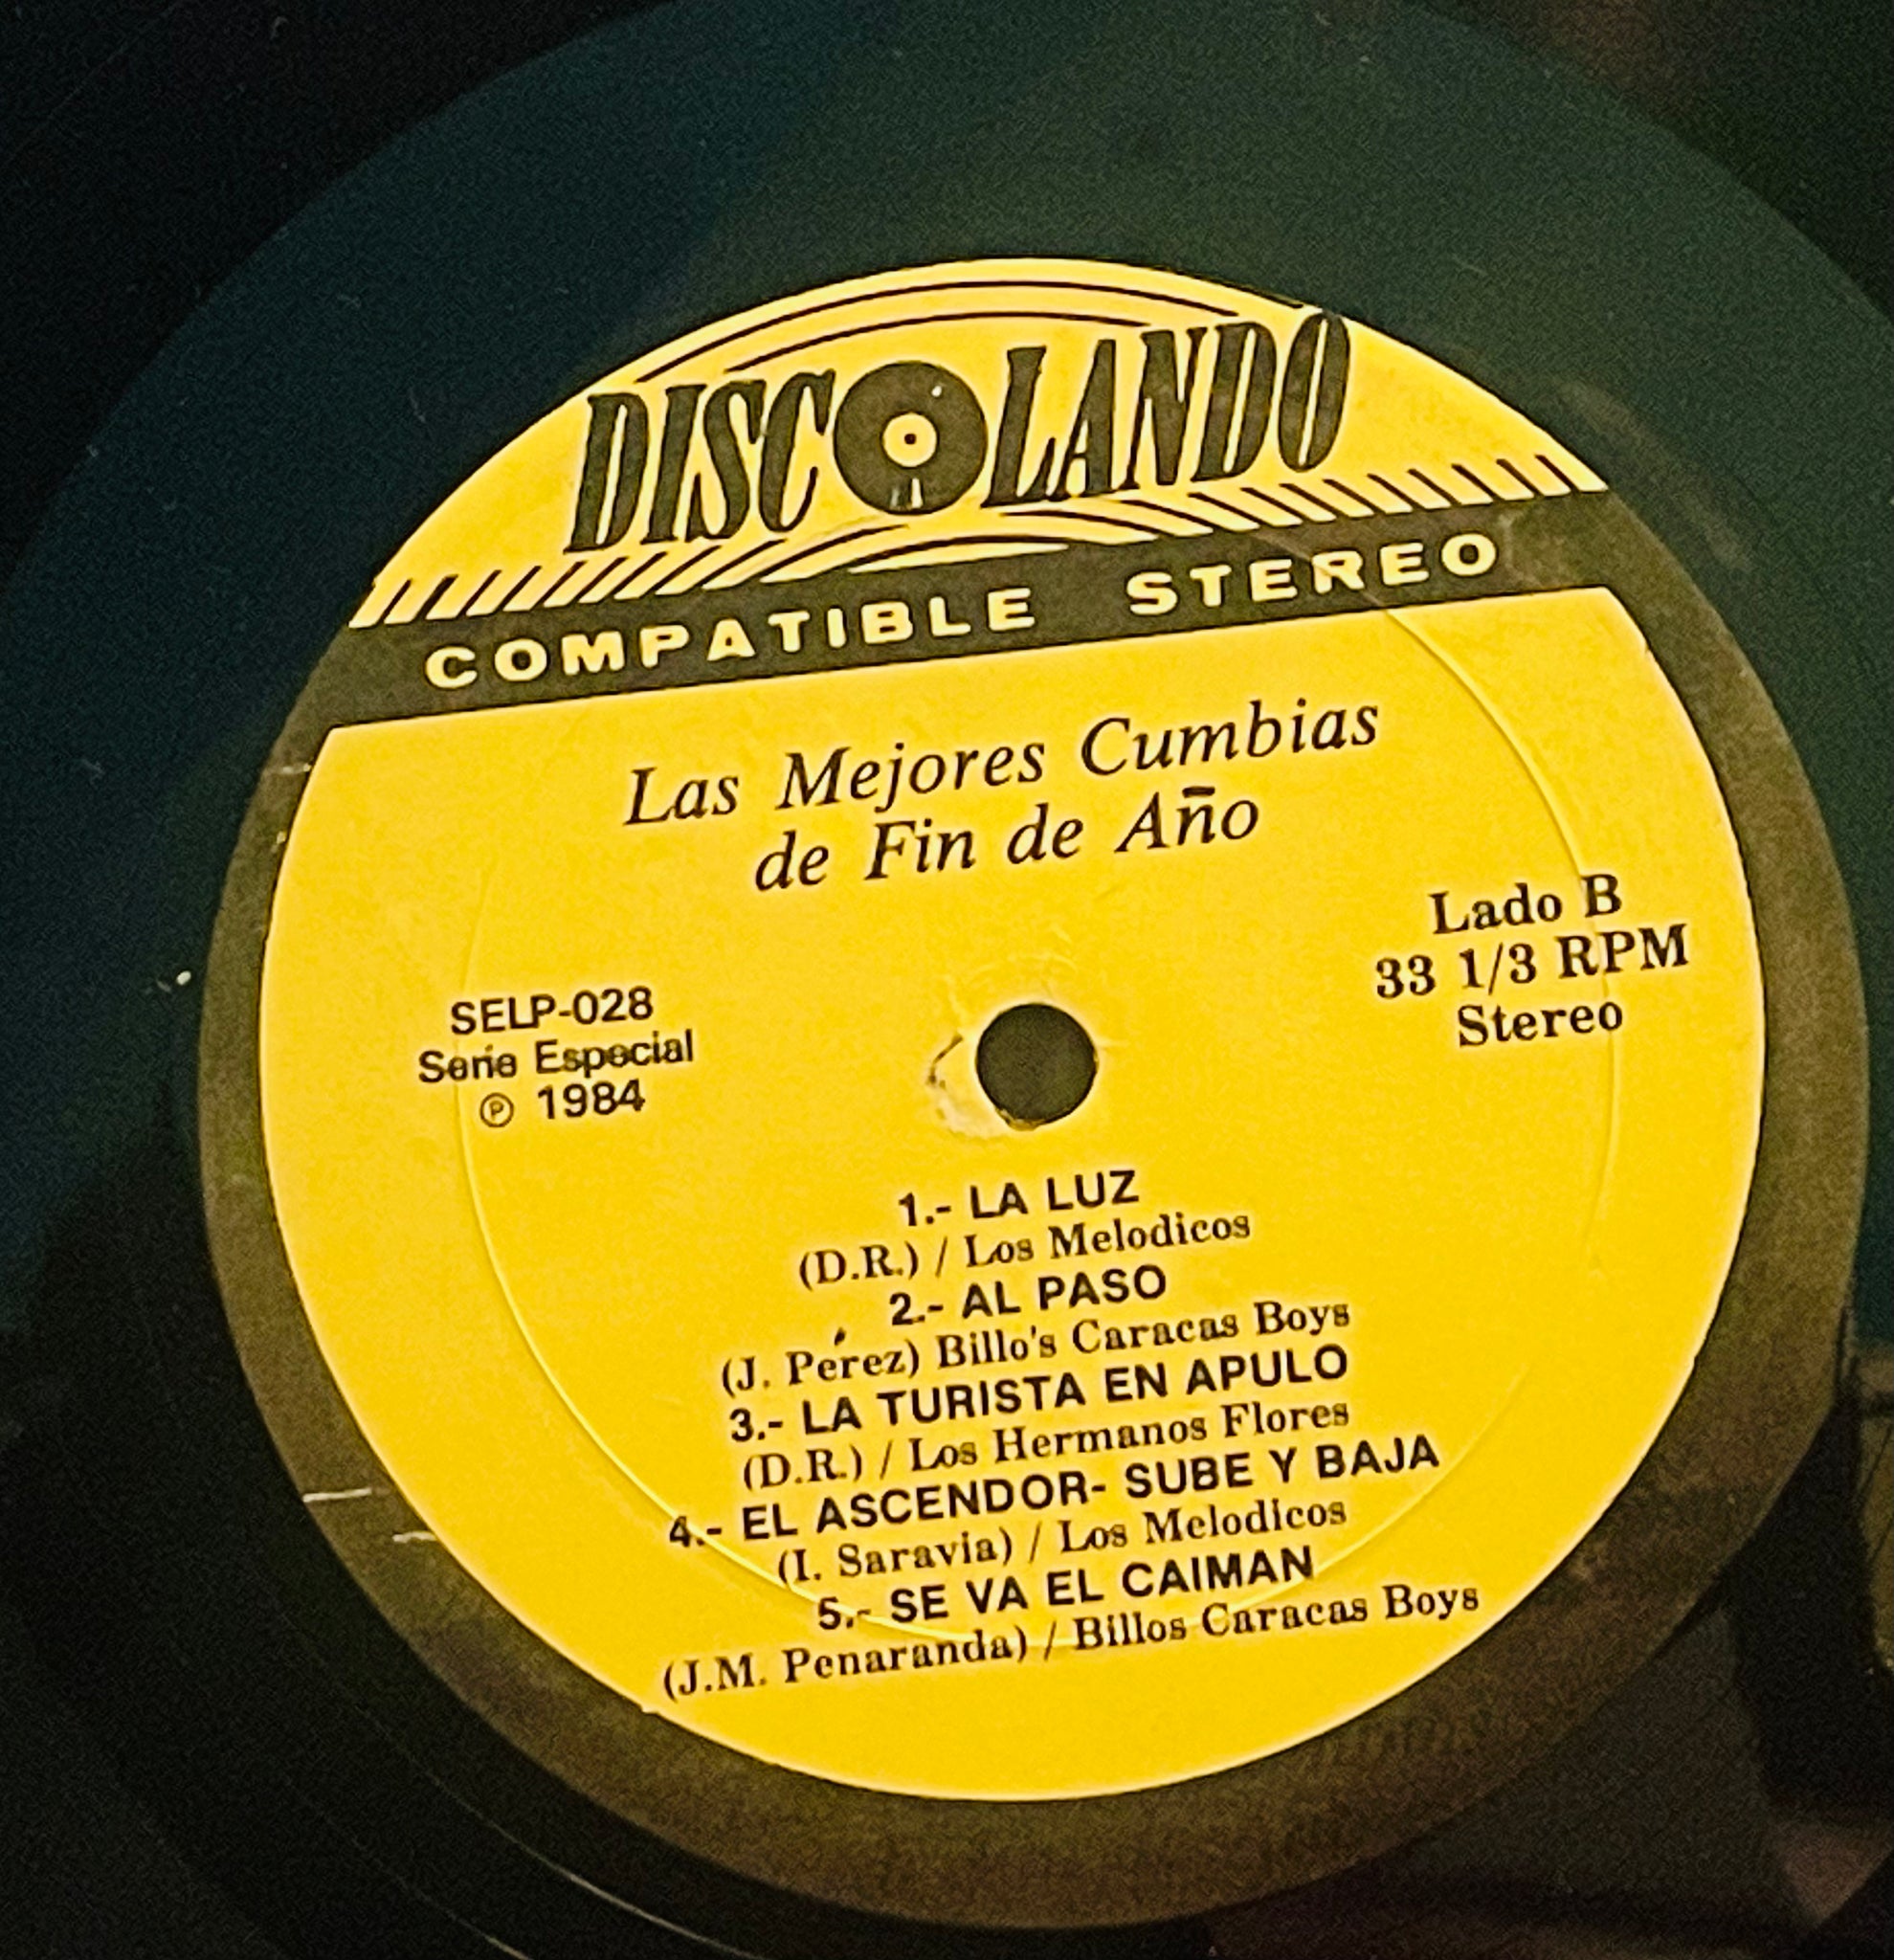 DISCOLANDO
COMPATIBLE STEREO
Las Mejores Cumbias
de Fin de Año
Lado B
33 1/3 RPM
Stereo
SELP-028
Serie Especial
Ⓟ 1984
1.- LA LUZ
(D.R.) / Los Melodicos
2.- AL PASO
(J. Pérez) Billo's Caracas Boys
3.- LA TURISTA EN APULO
(D.R.) / Los Hermanos Flores
4.- EL ASCENDOR- SUBE Y BAJA
(I. Saravia) / Los Melodicos
5.- SE VA EL CAIMAN
(J.M. Penaranda) / Billos Caracas Boys